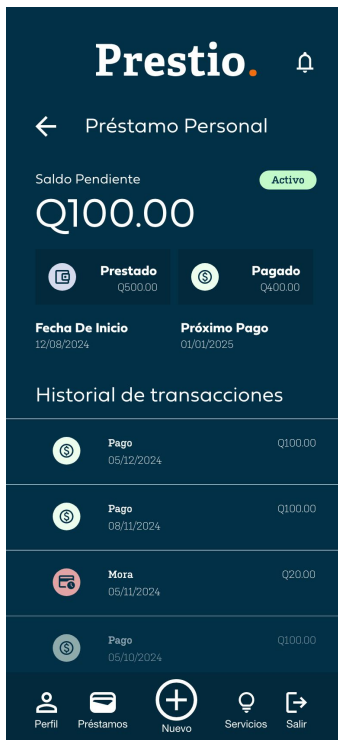 Prestio.
Préstamo Personal
Saldo Pendiente
Activo
Q100.00
Prestado
Q500.00
Pagado
Q400.00
Fecha De Inicio
12/08/2024
Próximo Pago
01/01/2025
Historial de transacciones
Pago
Q100.00
05/12/2024
Pago
Q100.00
08/11/2024
Mora
Q20.00
05/11/2024
Pago
Q100.00
05/10/2024
Perfil
Préstamos
Nuevo
Servicios
Salir